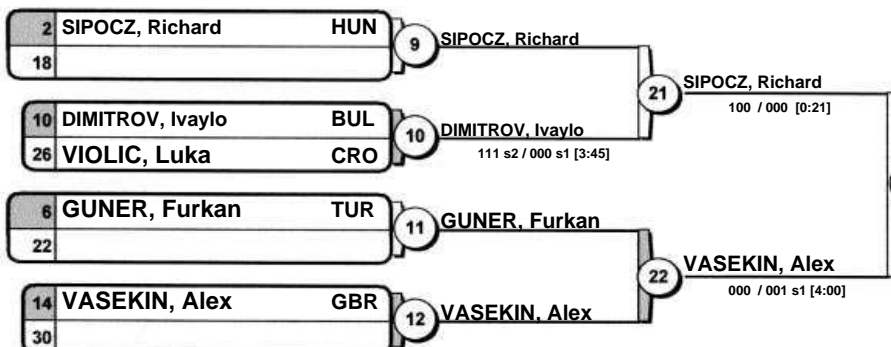 2 SIPOCZ, Richard HUN
18
9
SIPOCZ, Richard
10 DIMITROV, Ivaylo BUL
26 VIOLIC, Luka CRO
10
DIMITROV, Ivaylo
111 s2 / 000 s1 [3:45]
21
SIPOCZ, Richard
100 / 000 [0:21]
6 GUNER, Furkan TUR
22
11
GUNER, Furkan
14 VASEKIN, Alex GBR
30
12
VASEKIN, Alex
22
VASEKIN, Alex
000 / 001 s1 [4:00]